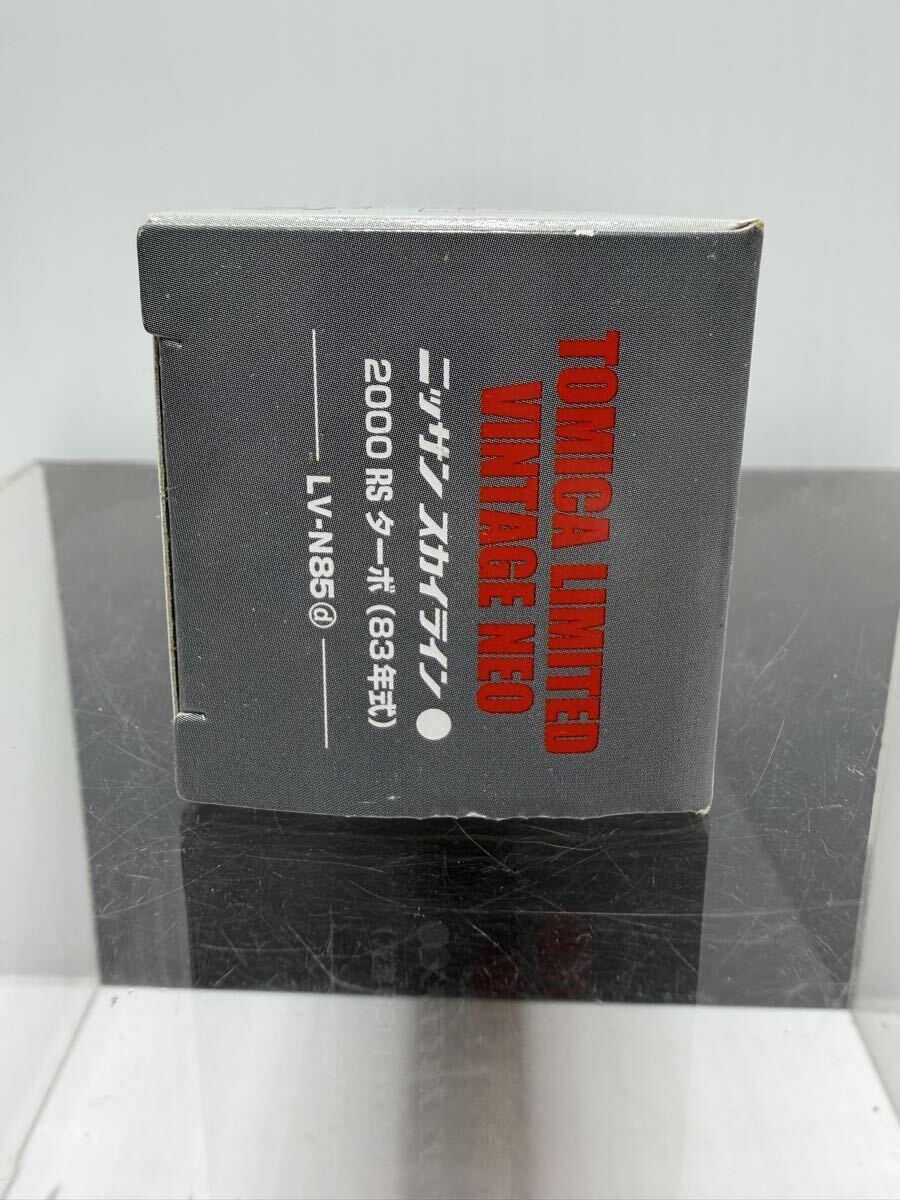 TOMICA LIMITED
VINTAGE NEO
ニッサン スカイライン
2000 RS ターボ (83年式)
LV-N85ⓓ